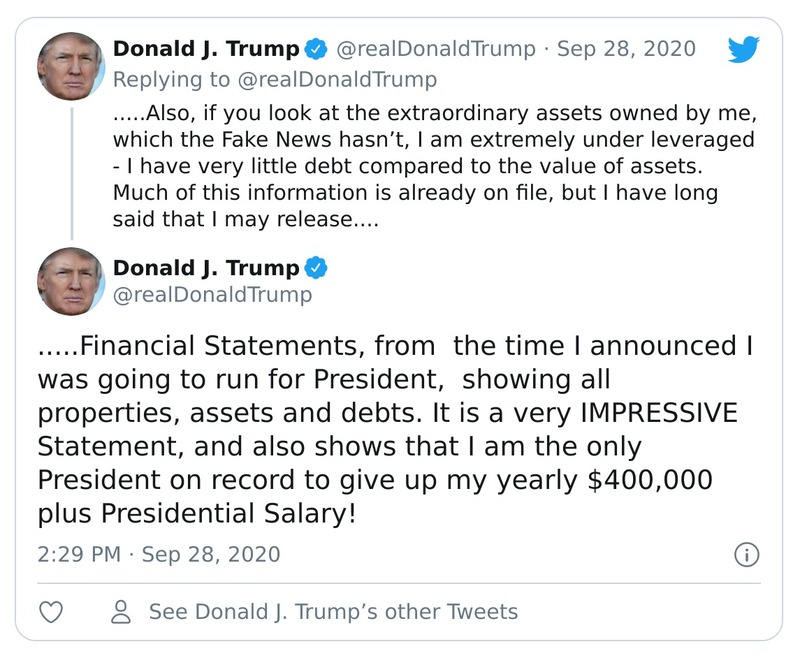 Donald J. Trump @realDonaldTrump · Sep 28, 2020
Replying to @realDonaldTrump
.....Also, if you look at the extraordinary assets owned by me,
which the Fake News hasn’t, I am extremely under leveraged
- I have very little debt compared to the value of assets.
Much of this information is already on file, but I have long
said that I may release....
Donald J. Trump
@realDonaldTrump
.....Financial Statements, from  the time I announced I
was going to run for President,  showing all
properties, assets and debts. It is a very IMPRESSIVE
Statement, and also shows that I am the only
President on record to give up my yearly $400,000
plus Presidential Salary!
2:29 PM · Sep 28, 2020
See Donald J. Trump’s other Tweets